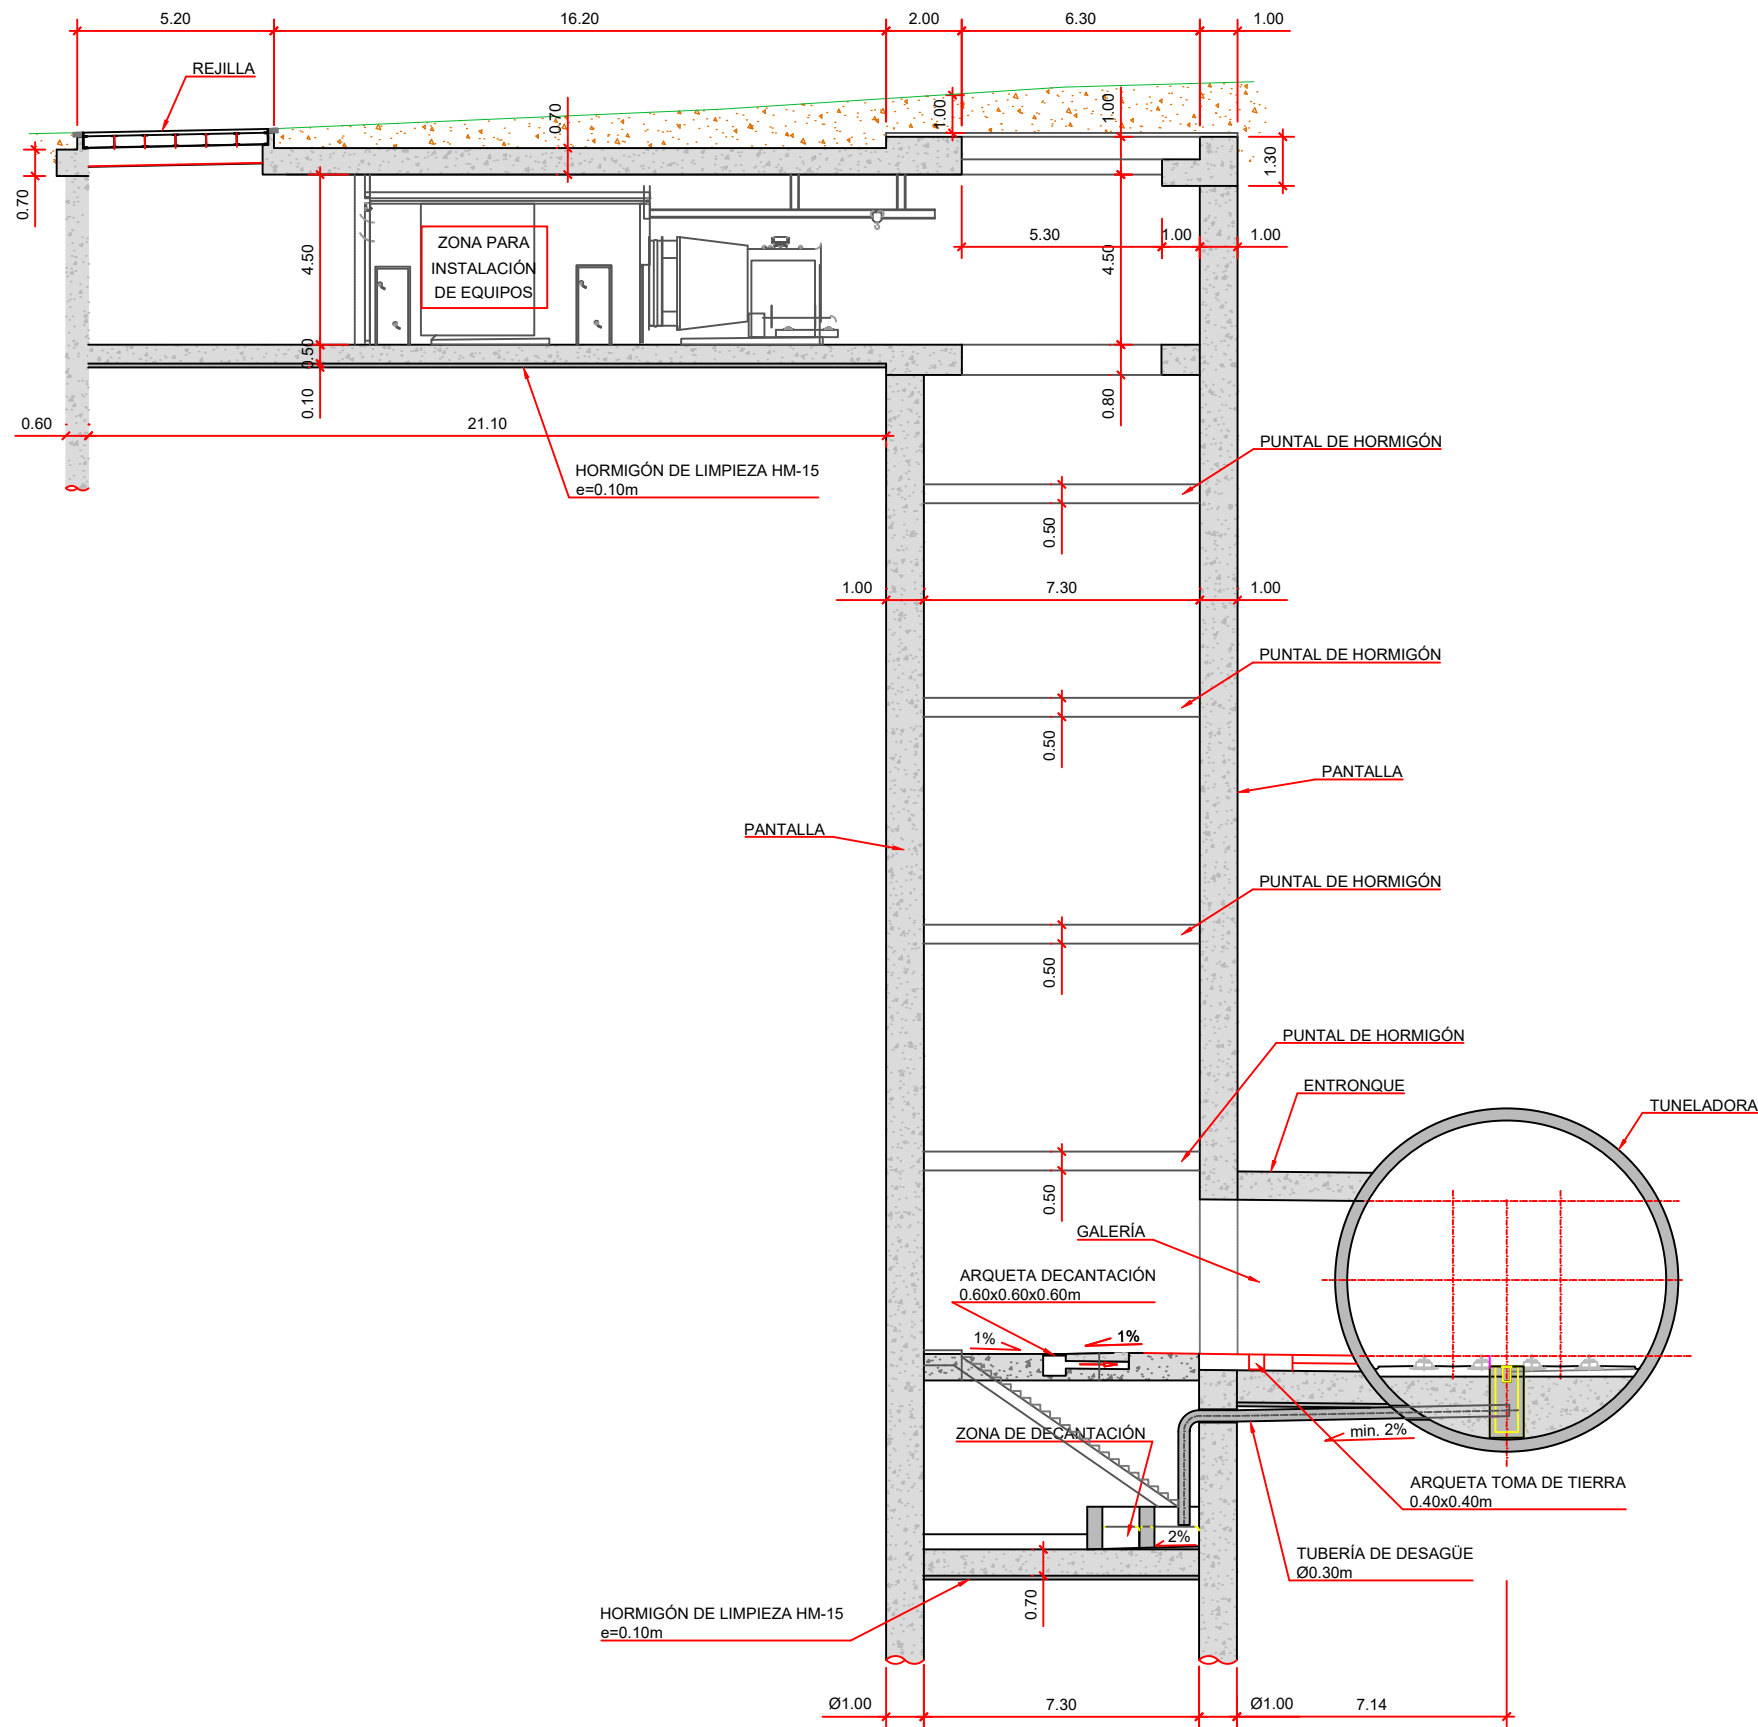 5.20 16.20 2.00 6.30 1.00
REJILLA
0.70 1.00 1.00
1.30
0.70
ZONA PARA
INSTALACIÓN
DE EQUIPOS
4.50 5.30 1.00 1.00 4.50
0.50
0.10 0.80
0.60 21.10
PUNTAL DE HORMIGÓN
HORMIGÓN DE LIMPIEZA HM-15
e=0.10m
0.50
1.00 7.30 1.00
PUNTAL DE HORMIGÓN
0.50
PANTALLA
PANTALLA
PUNTAL DE HORMIGÓN
0.50
PUNTAL DE HORMIGÓN
ENTRONQUE
TUNELADORA
0.50
GALERÍA
ARQUETA DECANTACIÓN
0.60x0.60x0.60m
1% 1%
ZONA DE DECANTACIÓN
min. 2%
ARQUETA TOMA DE TIERRA
0.40x0.40m
2%
TUBERÍA DE DESAGÜE
Ø0.30m
0.70
HORMIGÓN DE LIMPIEZA HM-15
e=0.10m
Ø1.00 7.30 Ø1.00 7.14